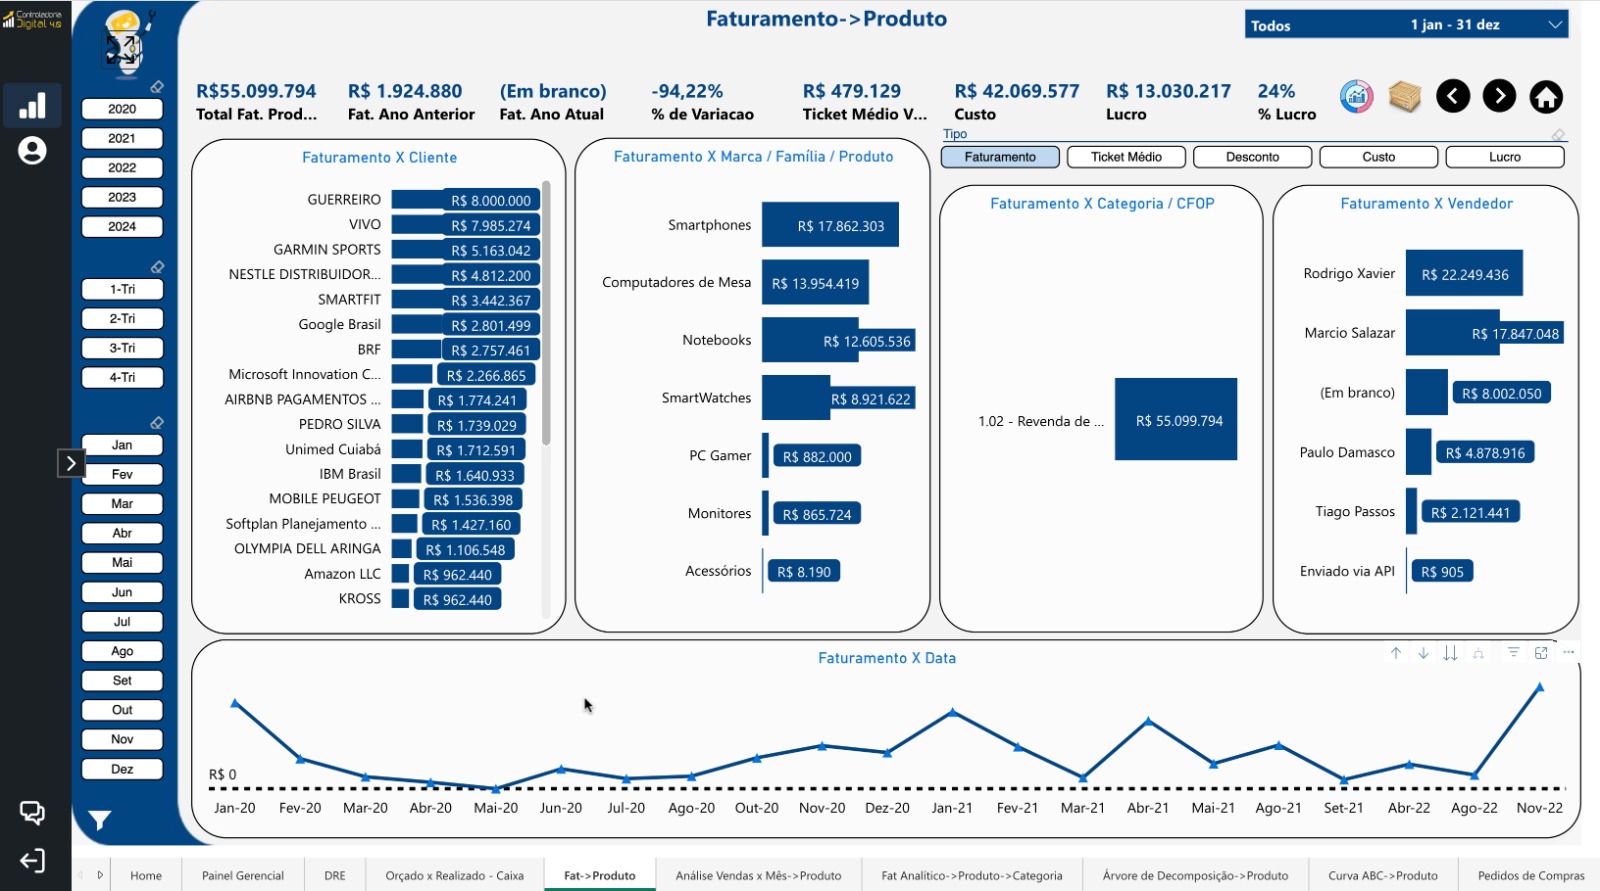 Controladoria
Digital 4.0
Faturamento->Produto
Todos 1 jan - 31 dez
R$55.099.794
Total Fat. Prod...
R$ 1.924.880
Fat. Ano Anterior
(Em branco)
Fat. Ano Atual
-94,22%
% de Variacao
R$ 479.129
Ticket Médio V...
R$ 42.069.577
Custo
R$ 13.030.217
Lucro
24%
% Lucro
2020
2021
2022
2023
2024
1-Tri
2-Tri
3-Tri
4-Tri
Jan
Fev
Mar
Abr
Mai
Jun
Jul
Ago
Set
Out
Nov
Dez
Tipo
Faturamento
Ticket Médio
Desconto
Custo
Lucro
Faturamento X Cliente
GUERREIRO R$ 8.000.000
VIVO R$ 7.985.274
GARMIN SPORTS R$ 5.163.042
NESTLE DISTRIBUIDOR... R$ 4.812.200
SMARTFIT R$ 3.442.367
Google Brasil R$ 2.801.499
BRF R$ 2.757.461
Microsoft Innovation C... R$ 2.266.865
AIRBNB PAGAMENTOS ... R$ 1.774.241
PEDRO SILVA R$ 1.739.029
Unimed Cuiabá R$ 1.712.591
IBM Brasil R$ 1.640.933
MOBILE PEUGEOT R$ 1.536.398
Softplan Planejamento ... R$ 1.427.160
OLYMPIA DELL ARINGA R$ 1.106.548
Amazon LLC R$ 962.440
KROSS R$ 962.440
Faturamento X Marca / Família / Produto
Smartphones R$ 17.862.303
Computadores de Mesa R$ 13.954.419
Notebooks R$ 12.605.536
SmartWatches R$ 8.921.622
PC Gamer R$ 882.000
Monitores R$ 865.724
Acessórios R$ 8.190
Faturamento X Categoria / CFOP
1.02 - Revenda de ... R$ 55.099.794
Faturamento X Vendedor
Rodrigo Xavier R$ 22.249.436
Marcio Salazar R$ 17.847.048
(Em branco) R$ 8.002.050
Paulo Damasco R$ 4.878.916
Tiago Passos R$ 2.121.441
Enviado via API R$ 905
Faturamento X Data
R$ 0
Jan-20 Fev-20 Mar-20 Abr-20 Mai-20 Jun-20 Jul-20 Ago-20 Out-20 Nov-20 Dez-20 Jan-21 Fev-21 Mar-21 Abr-21 Mai-21 Ago-21 Set-21 Abr-22 Ago-22 Nov-22
Home Painel Gerencial DRE Orçado x Realizado - Caixa Fat->Produto Análise Vendas x Mês->Produto Fat Analítico->Produto->Categoria Árvore de Decomposição->Produto Curva ABC->Produto Pedidos de Compras